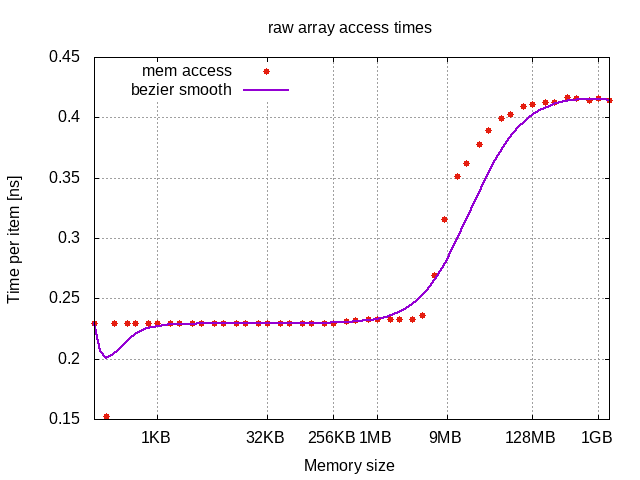 raw array access times
mem access
bezier smooth
Time per item [ns]
0.45
0.4
0.35
0.3
0.25
0.2
0.15
1KB 32KB 256KB 1MB 9MB 128MB 1GB
Memory size